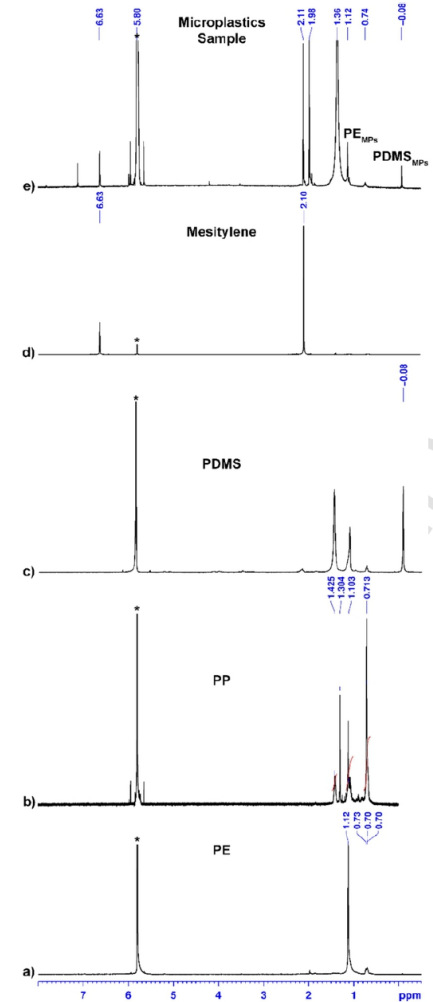 6.63
5.80
2.11
1.98
1.36
1.12
0.74
-0.08
Microplastics
Sample
*
PE MPs
PDMS MPs
e)
6.63
2.10
Mesitylene
*
d)
-0.08
*
PDMS
c)
1.425
1.304
1.103
0.713
*
PP
b)
1.12
0.73
0.70
0.70
*
PE
a)
7 6 5 4 3 2 1 ppm